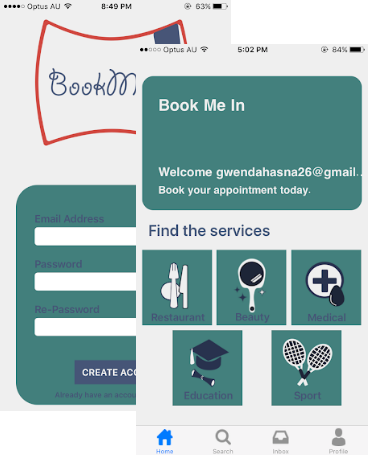 Optus AU 8:49 PM 63%
BookM
Email Address
Password
Re-Password
CREATE ACC
Already have an accou
Optus AU 5:02 PM 84%
Book Me In
Welcome gwendahasna26@gmail...
Book your appointment today.
Find the services
Restaurant Beauty Medical
Education Sport
Home Search Inbox Profile